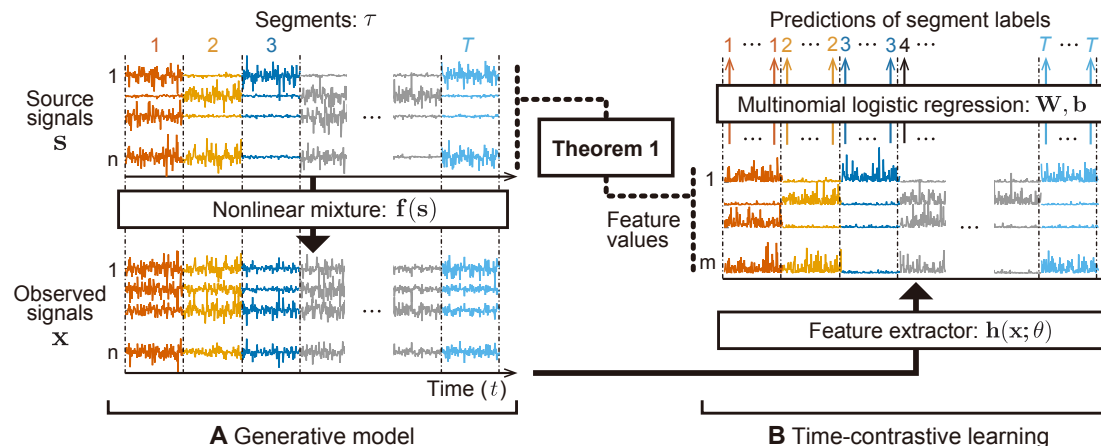 Segments: τ
1 2 3 T
1
Source
signals
s
...
n
Nonlinear mixture: f(s)
1
Observed
signals
x
...
n
Time (t)
A Generative model
Theorem 1
Feature
values
Predictions of segment labels
1 ... 1 2 ... 2 3 ... 3 4 ... T ... T
Multinomial logistic regression: W, b
... ... ... ... ...
1
...
m
Feature extractor: h(x; θ)
B Time-contrastive learning